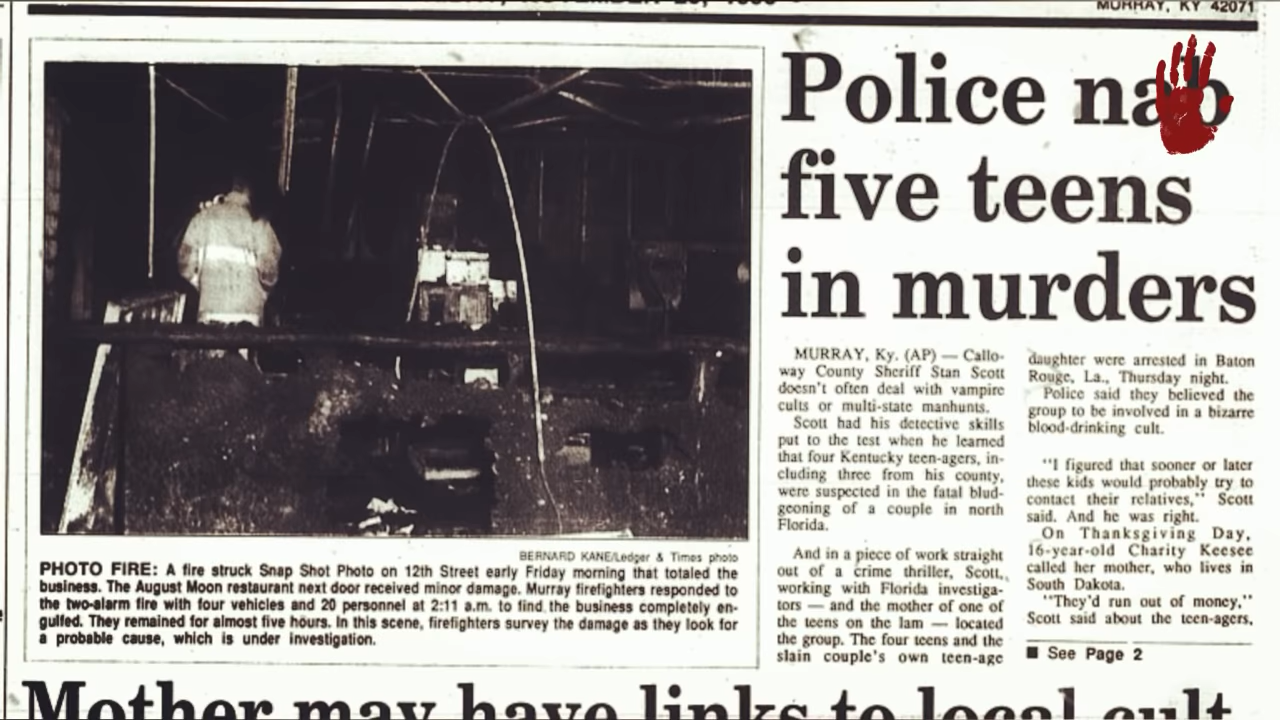 MURRAY, KY 42071
Police nab
five teens
in murders
BERNARD KANE/Ledger & Times photo
PHOTO FIRE: A fire struck Snap Shot Photo on 12th Street early Friday morning that totaled the
business. The August Moon restaurant next door received minor damage. Murray firefighters responded to
the two-alarm fire with four vehicles and 20 personnel at 2:11 a.m. to find the business completely en-
gulfed. They remained for almost five hours. In this scene, firefighters survey the damage as they look for
a probable cause, which is under investigation.
MURRAY, Ky. (AP) — Callo-
way County Sheriff Stan Scott
doesn't often deal with vampire
cults or multi-state manhunts.
Scott had his detective skills
put to the test when he learned
that four Kentucky teen-agers, in-
cluding three from his county,
were suspected in the fatal blud-
geoning of a couple in north
Florida.
And in a piece of work straight
out of a crime thriller, Scott,
working with Florida investiga-
tors — and the mother of one of
the teens on the lam — located
the group. The four teens and the
slain couple's own teen-age
daughter were arrested in Baton
Rouge, La., Thursday night.
Police said they believed the
group to be involved in a bizarre
blood-drinking cult.
"I figured that sooner or later
these kids would probably try to
contact their relatives," Scott
said. And he was right.
On Thanksgiving Day,
16-year-old Charity Keesee
called her mother, who lives in
South Dakota.
"They'd run out of money,"
Scott said about the teen-agers.
■ See Page 2
Mother may have links to local cult